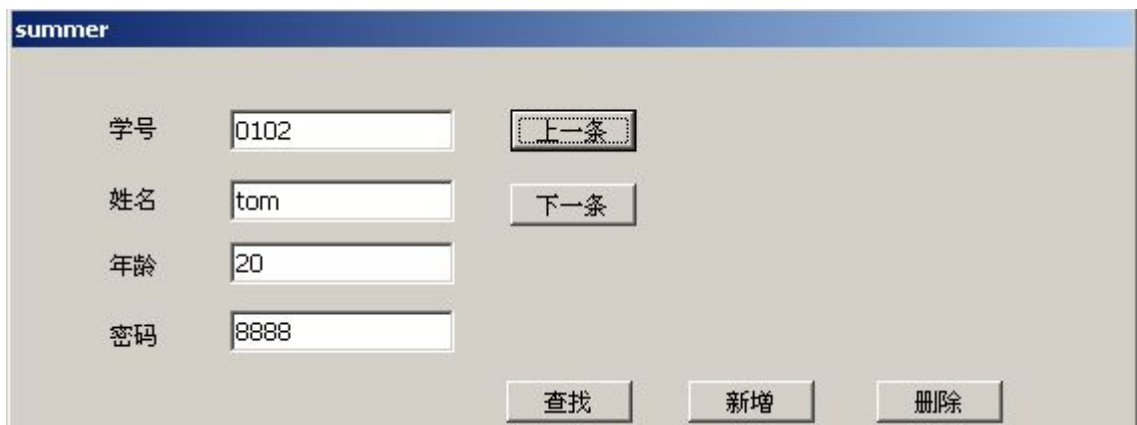 summer
学号 0102 上一条
姓名 tom 下一条
年龄 20
密码 8888
查找 新增 删除